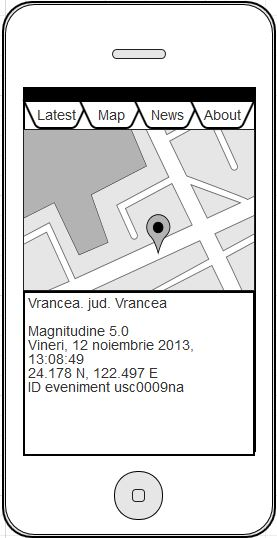 Latest Map News About
Vrancea. jud. Vrancea
Magnitudine 5.0
Vineri, 12 noiembrie 2013,
13:08:49
24.178 N, 122.497 E
ID eveniment usc0009na